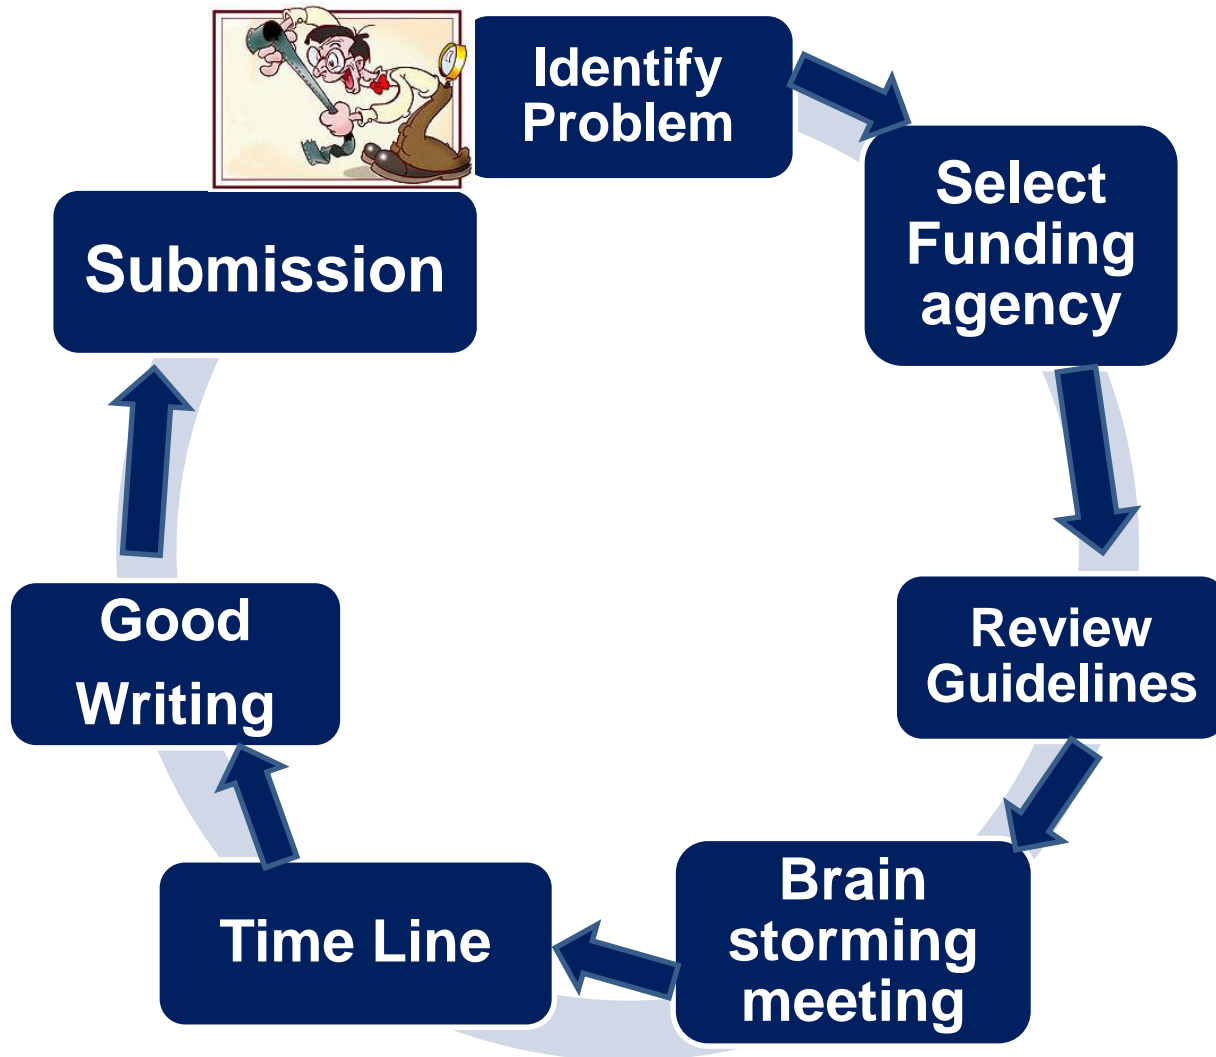 Identify
Problem
Select
Funding
agency
Review
Guidelines
Brain
storming
meeting
Time Line
Good
Writing
Submission